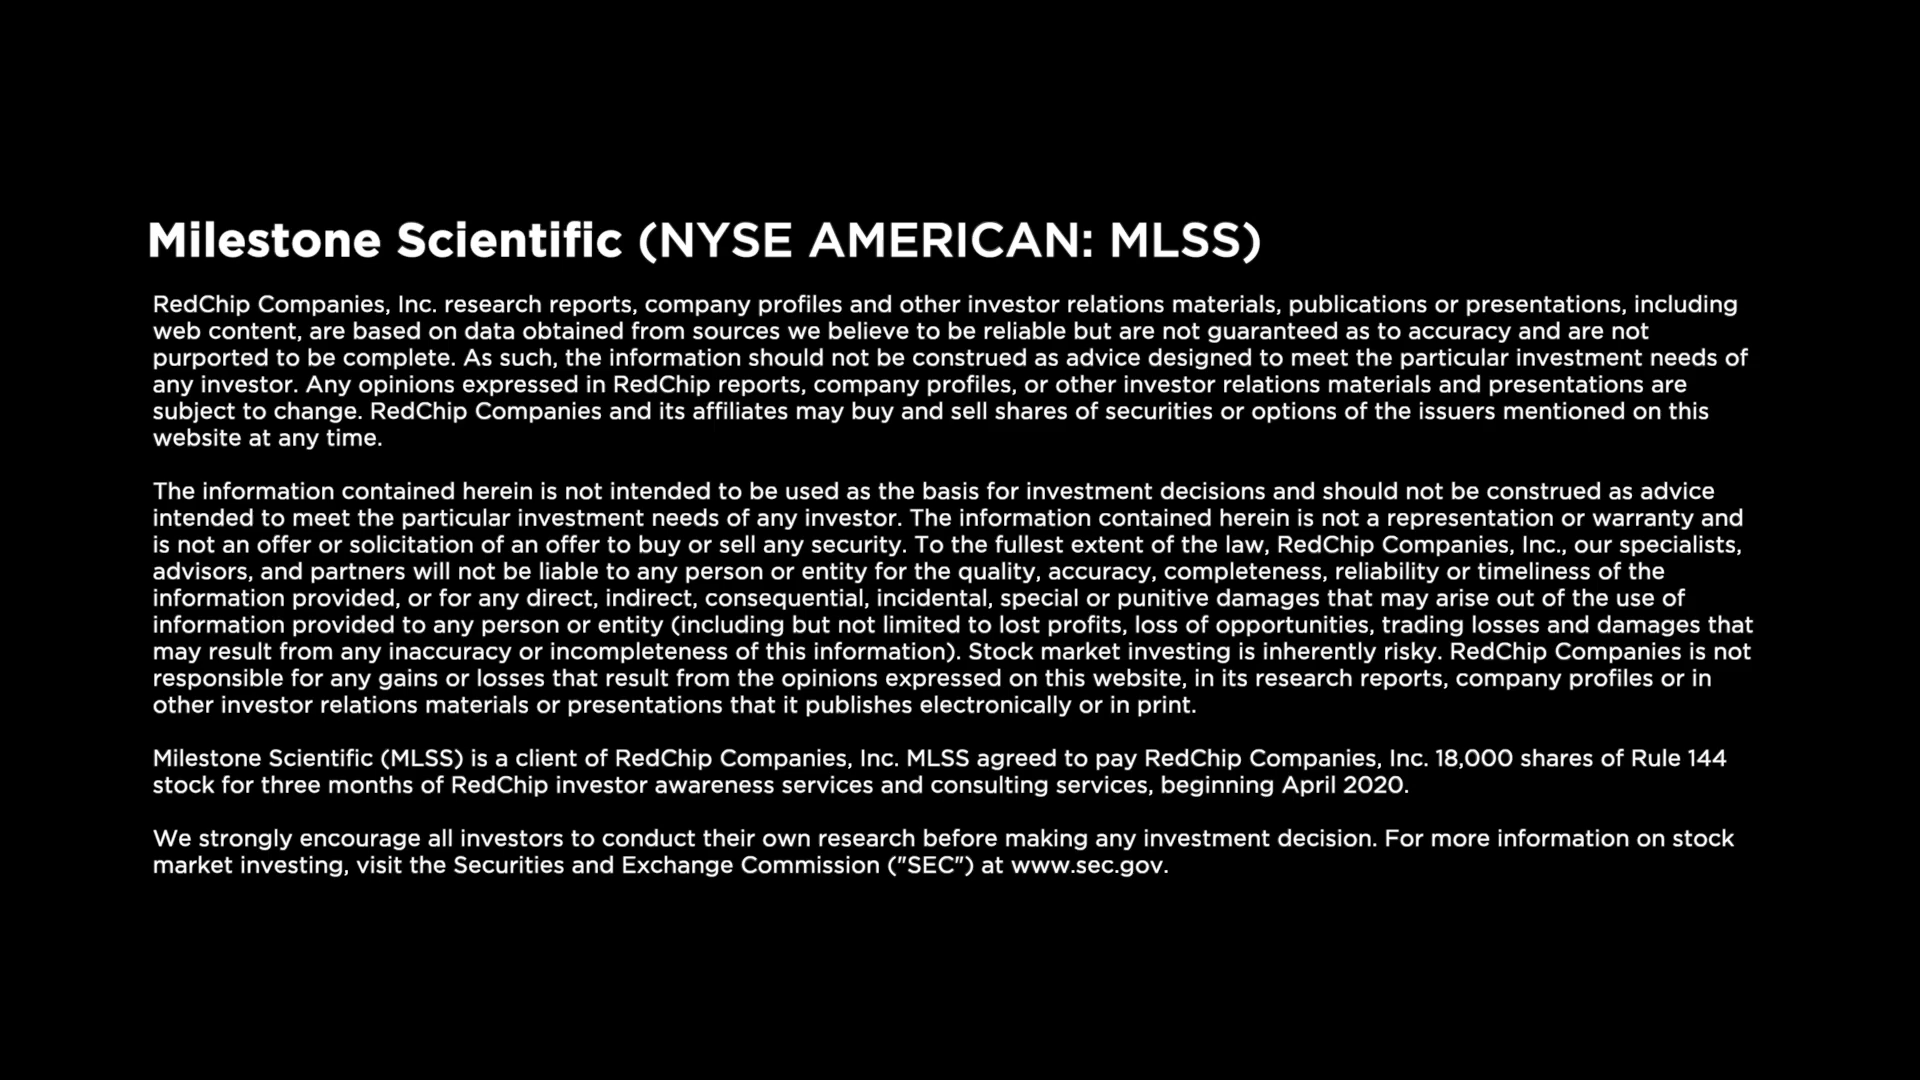 Milestone Scientific (NYSE AMERICAN: MLSS)
RedChip Companies, Inc. research reports, company profiles and other investor relations materials, publications or presentations, including
web content, are based on data obtained from sources we believe to be reliable but are not guaranteed as to accuracy and are not
purported to be complete. As such, the information should not be construed as advice designed to meet the particular investment needs of
any investor. Any opinions expressed in RedChip reports, company profiles, or other investor relations materials and presentations are
subject to change. RedChip Companies and its affiliates may buy and sell shares of securities or options of the issuers mentioned on this
website at any time.
The information contained herein is not intended to be used as the basis for investment decisions and should not be construed as advice
intended to meet the particular investment needs of any investor. The information contained herein is not a representation or warranty and
is not an offer or solicitation of an offer to buy or sell any security. To the fullest extent of the law, RedChip Companies, Inc., our specialists,
advisors, and partners will not be liable to any person or entity for the quality, accuracy, completeness, reliability or timeliness of the
information provided, or for any direct, indirect, consequential, incidental, special or punitive damages that may arise out of the use of
information provided to any person or entity (including but not limited to lost profits, loss of opportunities, trading losses and damages that
may result from any inaccuracy or incompleteness of this information). Stock market investing is inherently risky. RedChip Companies is not
responsible for any gains or losses that result from the opinions expressed on this website, in its research reports, company profiles or in
other investor relations materials or presentations that it publishes electronically or in print.
Milestone Scientific (MLSS) is a client of RedChip Companies, Inc. MLSS agreed to pay RedChip Companies, Inc. 18,000 shares of Rule 144
stock for three months of RedChip investor awareness services and consulting services, beginning April 2020.
We strongly encourage all investors to conduct their own research before making any investment decision. For more information on stock
market investing, visit the Securities and Exchange Commission ("SEC") at www.sec.gov.